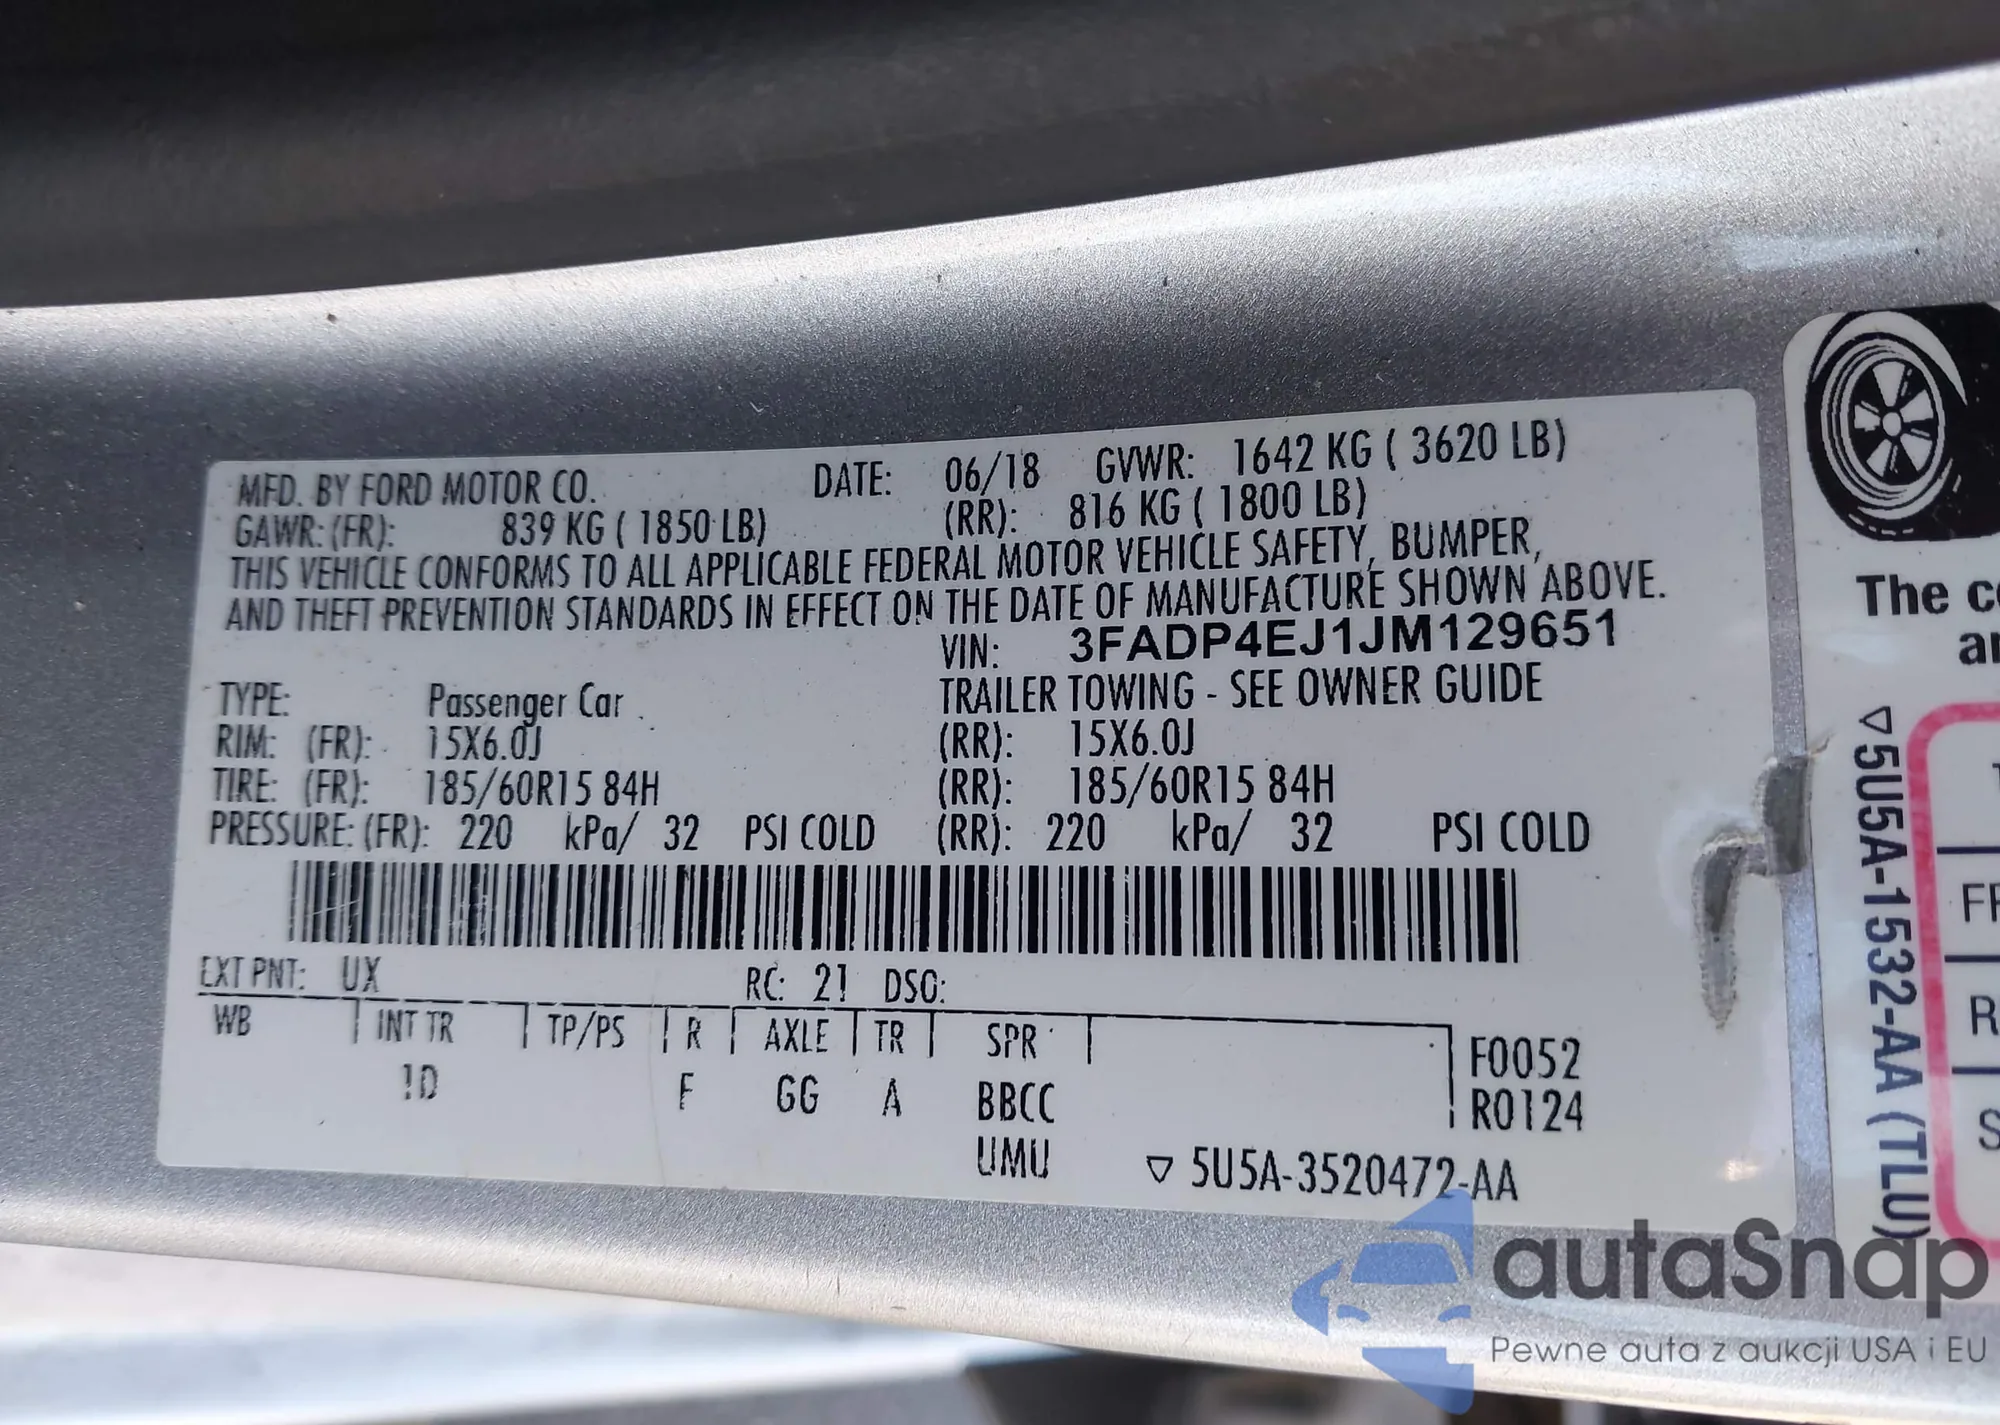 MFD. BY FORD MOTOR CO. DATE: 06/18 GVWR: 1642 KG ( 3620 LB)
GAWR: (FR): 839 KG ( 1850 LB) (RR): 816 KG ( 1800 LB)
THIS VEHICLE CONFORMS TO ALL APPLICABLE FEDERAL MOTOR VEHICLE SAFETY, BUMPER,
AND THEFT PREVENTION STANDARDS IN EFFECT ON THE DATE OF MANUFACTURE SHOWN ABOVE.
VIN: 3FADP4EJ1JM129651
TYPE: Passenger Car TRAILER TOWING - SEE OWNER GUIDE
RIM: (FR): 15X6.0J (RR): 15X6.0J
TIRE: (FR): 185/60R15 84H (RR): 185/60R15 84H
PRESSURE: (FR): 220 kPa/ 32 PSI COLD (RR): 220 kPa/ 32 PSI COLD
EXT PNT: UX RC: 21 DSO:
WB INT TR TP/PS R AXLE TR SPR F0052
1D F GG A BBCC R0124
UMU ▽ 5U5A-3520472-AA
The
▽5U5A-1532-AA (TLU)
autaSnap
Pewne auta z aukcji USA i EU